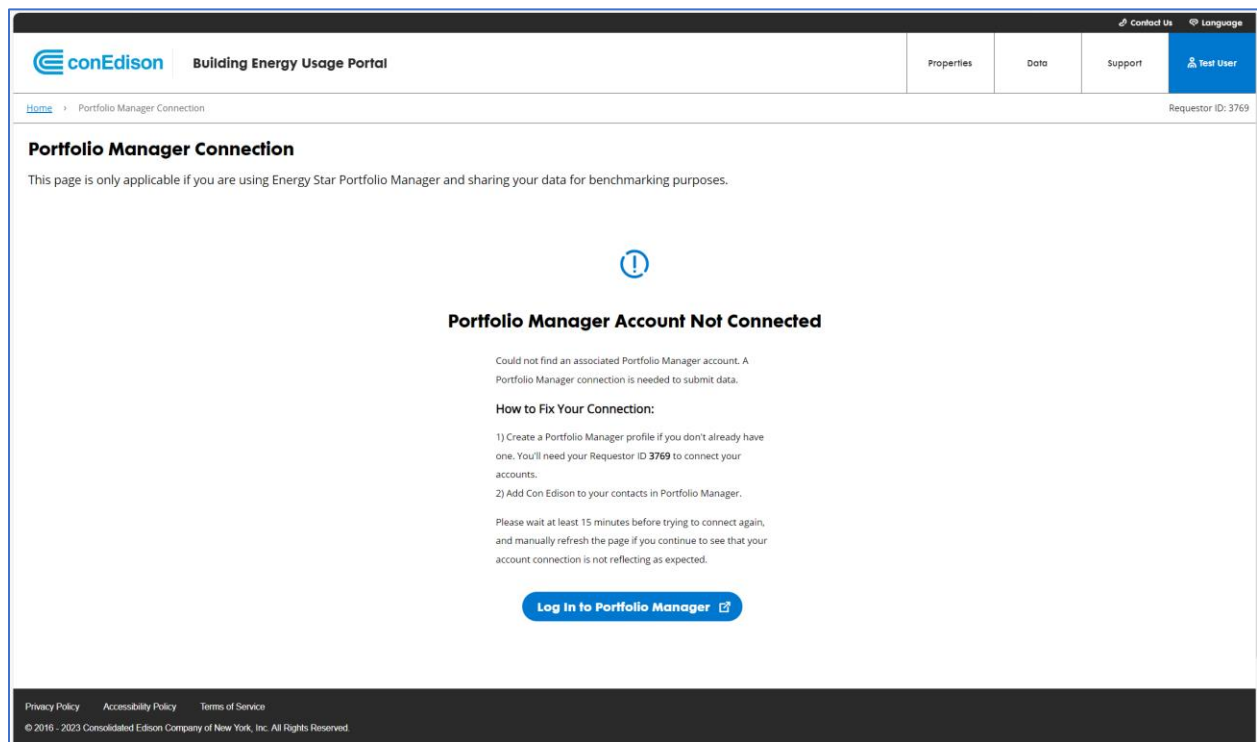 Contact Us Language
conEdison Building Energy Usage Portal Properties Data Support Test User
Home > Portfolio Manager Connection Requestor ID: 3769
Portfolio Manager Connection
This page is only applicable if you are using Energy Star Portfolio Manager and sharing your data for benchmarking purposes.
Portfolio Manager Account Not Connected
Could not find an associated Portfolio Manager account. A
Portfolio Manager connection is needed to submit data.
How to Fix Your Connection:
1) Create a Portfolio Manager profile if you don't already have
one. You'll need your Requestor ID 3769 to connect your
accounts.
2) Add Con Edison to your contacts in Portfolio Manager.
Please wait at least 15 minutes before trying to connect again,
and manually refresh the page if you continue to see that your
account connection is not reflecting as expected.
Log In to Portfolio Manager
Privacy Policy Accessibility Policy Terms of Service
© 2016 - 2023 Consolidated Edison Company of New York, Inc. All Rights Reserved.